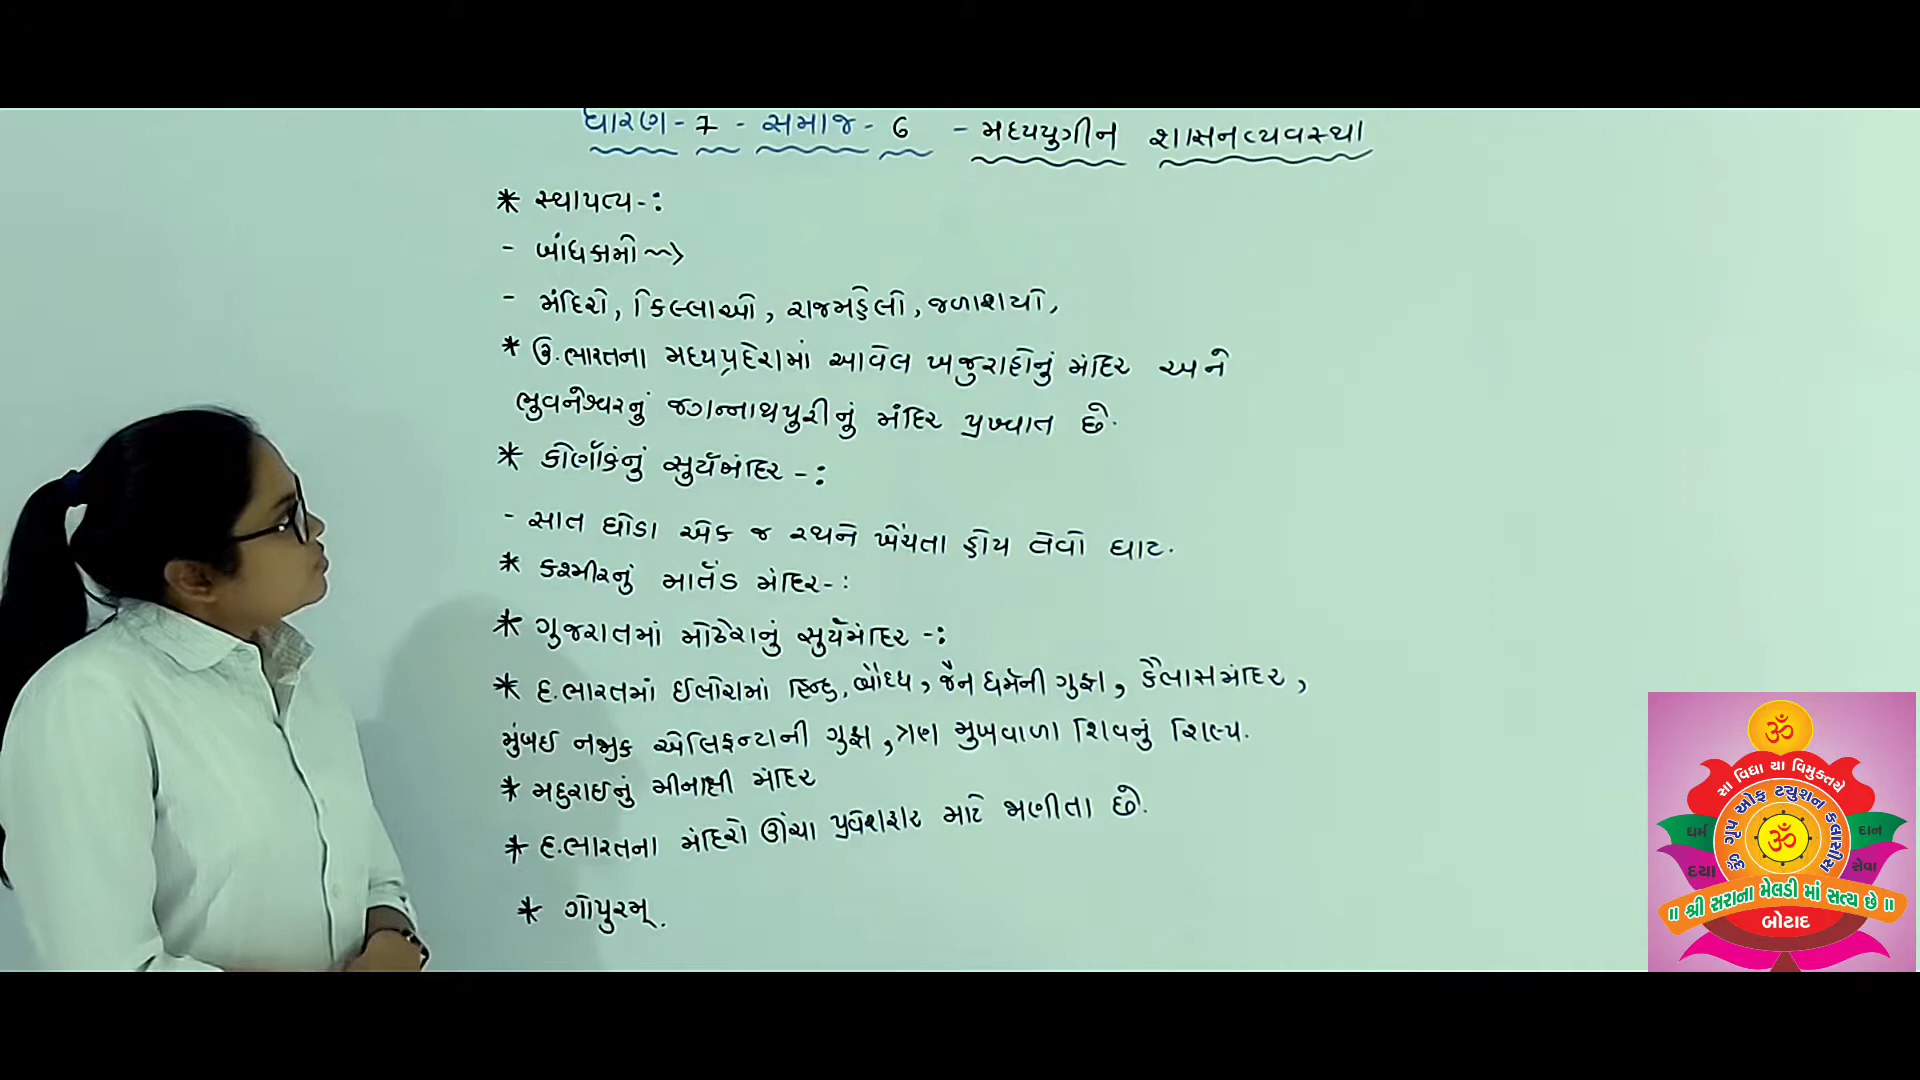 ધોરણ - 7 - સમાજ - 6 - મધ્યયુગીન શાસનવ્યવસ્થા
* સ્થાપત્ય -:
- બાંધકામો ⤳
- મંદિરો, કિલ્લાઓ, રાજમહેલો, જળાશયો,
* ઉ.ભારતના મધ્યપ્રદેશમાં આવેલ ખજુરાહોનું મંદિર અને
ભુવનેશ્વરનું જગન્નાથપુરીનું મંદિર પ્રખ્યાત છે.
* કોર્ણાકનું સુર્યમંદિર -:
- સાત ઘોડા એક જ રથને ખેંચતા હોય તેવો ઘાટ.
* કશ્મીરનું માર્તંડ મંદિર -:
* ગુજરાતમાં મોઢેરાનું સુર્યમંદિર -:
* દ.ભારતમાં ઈલોરામાં હિન્દુ, બૌધ્ધ, જૈન ધર્મની ગુફા, કૈલાસમંદિર,
મુંબઈ નજીક એલિફન્ટાની ગુફા, ત્રણ મુખવાળા શિવનું શિલ્પ.
* મદુરાઈનું મીનાક્ષી મંદિર
* દ.ભારતના મંદિરો ઊંચા પ્રવેશદ્વાર માટે જાણીતા છે.
* ગોપુરમ્.
ॐ
સા વિદ્યા યા વિમુક્તયે
ૐ ગૃપ ઓફ ટ્યુશન કલાસીસ
ॐ
ધર્મ દાન
દયા સેવા
॥ શ્રી સરાના મેલડી માં સત્ય છે ॥
બોટાદ